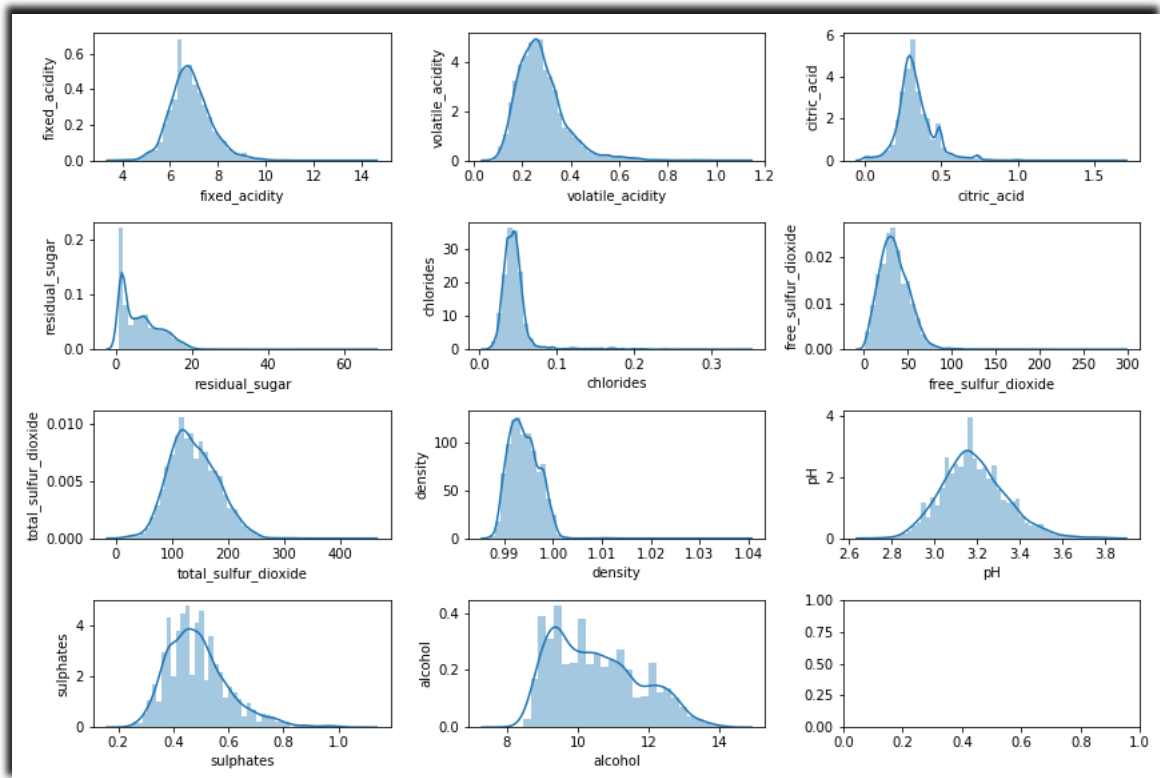 fixed_acidity
0.6
0.4
0.2
0.0
4 6 8 10 12 14
fixed_acidity
volatile_acidity
4
2
0
0.0 0.2 0.4 0.6 0.8 1.0 1.2
volatile_acidity
citric_acid
6
4
2
0
0.0 0.5 1.0 1.5
citric_acid
residual_sugar
0.2
0.1
0.0
0 20 40 60
residual_sugar
chlorides
30
20
10
0
0.0 0.1 0.2 0.3
chlorides
free_sulfur_dioxide
0.02
0.01
0.00
0 50 100 150 200 250 300
free_sulfur_dioxide
total_sulfur_dioxide
0.010
0.005
0.000
0 100 200 300 400
total_sulfur_dioxide
density
100
50
0
0.99 1.00 1.01 1.02 1.03 1.04
density
pH
4
2
0
2.6 2.8 3.0 3.2 3.4 3.6 3.8
pH
sulphates
4
2
0
0.2 0.4 0.6 0.8 1.0
sulphates
alcohol
0.4
0.2
0.0
8 10 12 14
alcohol
1.00
0.75
0.50
0.25
0.00
0.0 0.2 0.4 0.6 0.8 1.0